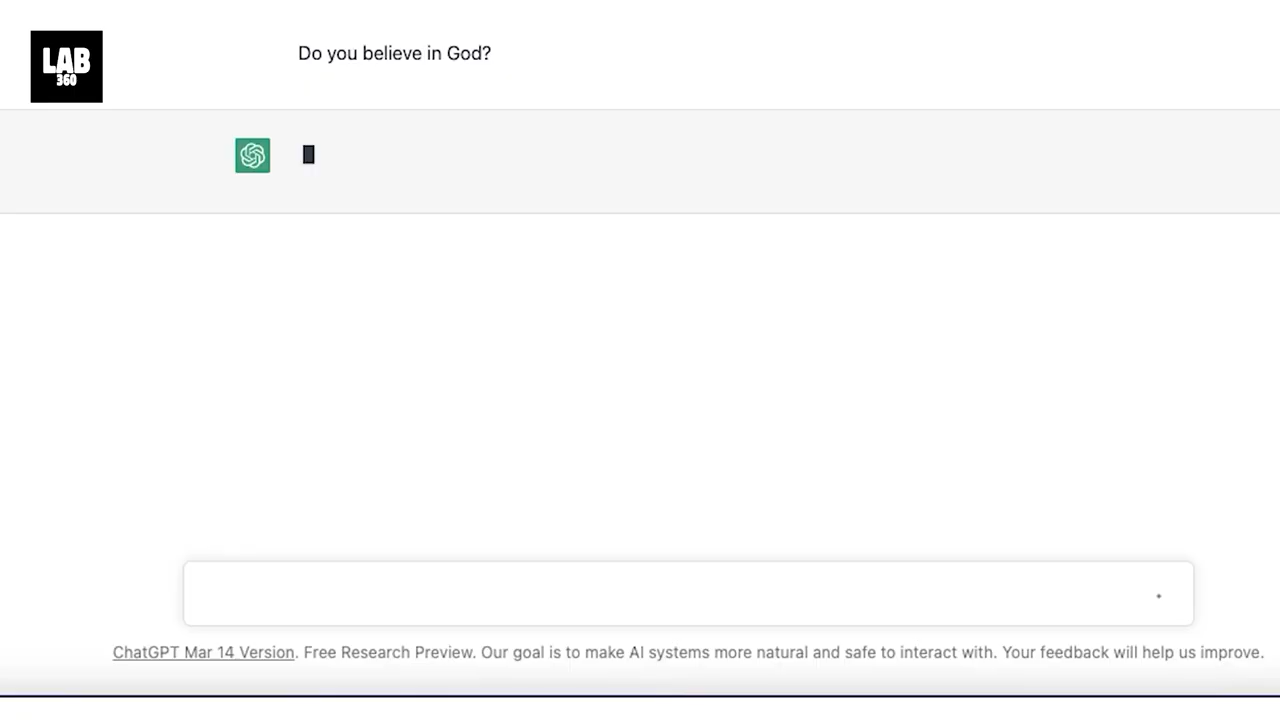 LAB
360
Do you believe in God?
ChatGPT Mar 14 Version. Free Research Preview. Our goal is to make AI systems more natural and safe to interact with. Your feedback will help us improve.